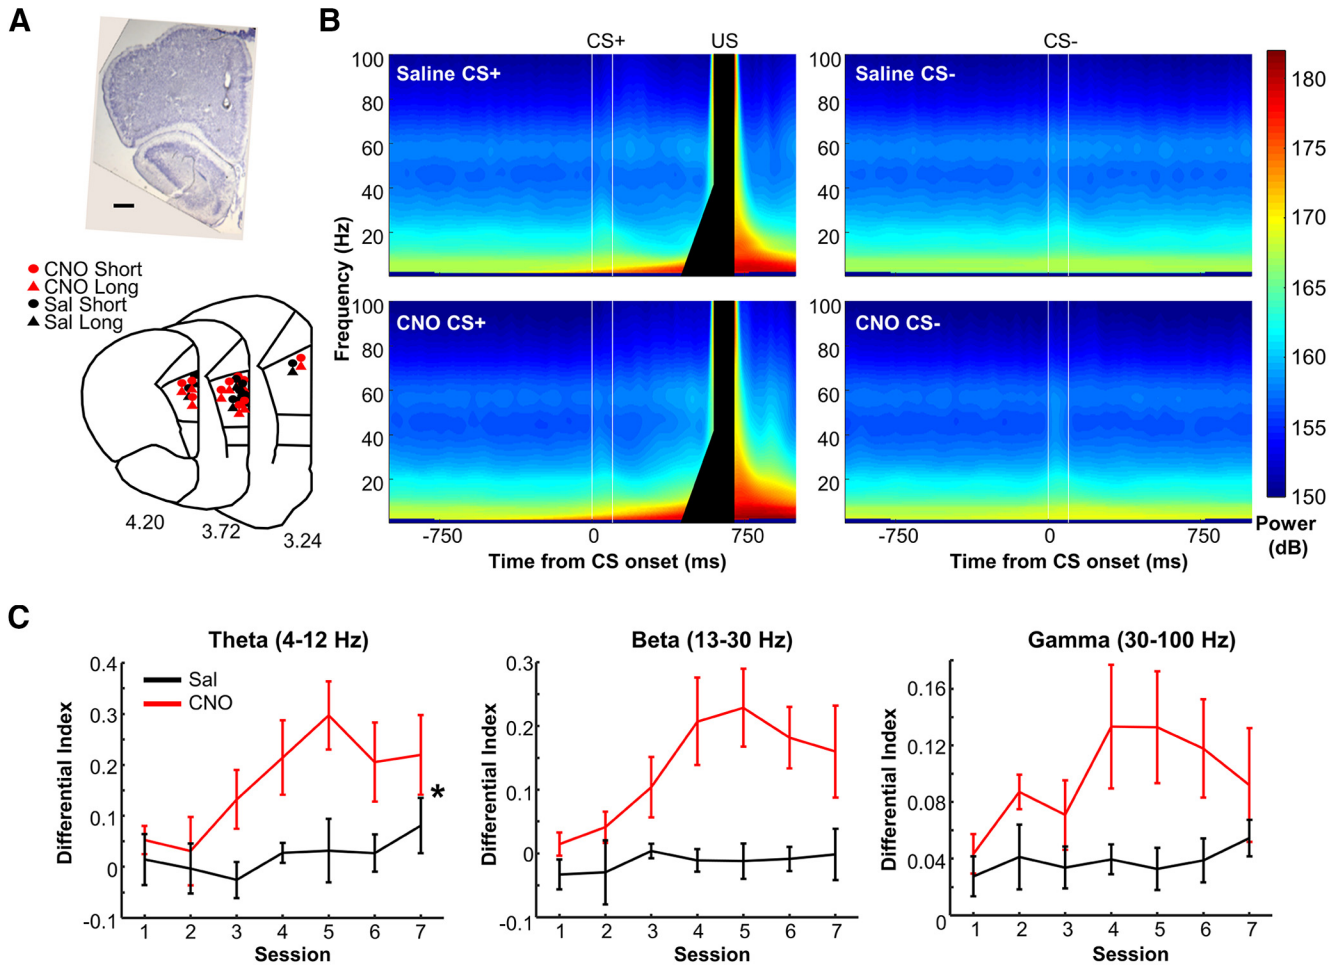 A
CNO Short
CNO Long
Sal Short
Sal Long
4.20
3.72
3.24
B
CS+ US CS-
Saline CS+
Saline CS-
100 100
80 80
60 60
40 40
20 20
CNO CS+
CNO CS-
100 100
80 80
60 60
40 40
20 20
Frequency (Hz)
-750 0 750
-750 0 750
Time from CS onset (ms)
Time from CS onset (ms)
180
175
170
165
160
155
150
Power
(dB)
C
Theta (4-12 Hz)
Sal
CNO
0.4
0.3
0.2
0.1
0
-0.1
Differential Index
*
1 2 3 4 5 6 7
Session
Beta (13-30 Hz)
0.3
0.2
0.1
0
-0.1
Differential Index
1 2 3 4 5 6 7
Session
Gamma (30-100 Hz)
0.16
0.12
0.08
0.04
0
Differential Index
1 2 3 4 5 6 7
Session